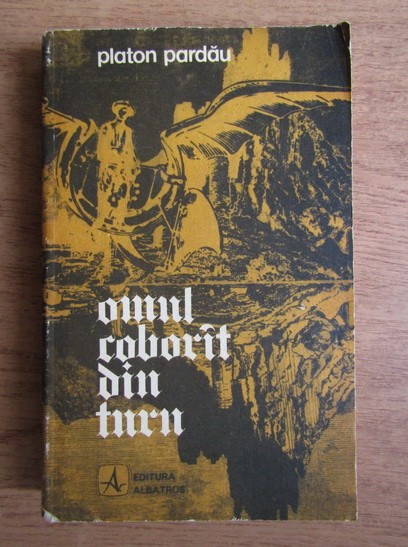 platon pardău
omul
coborît
din
turn
EDITURA
ALBATROS